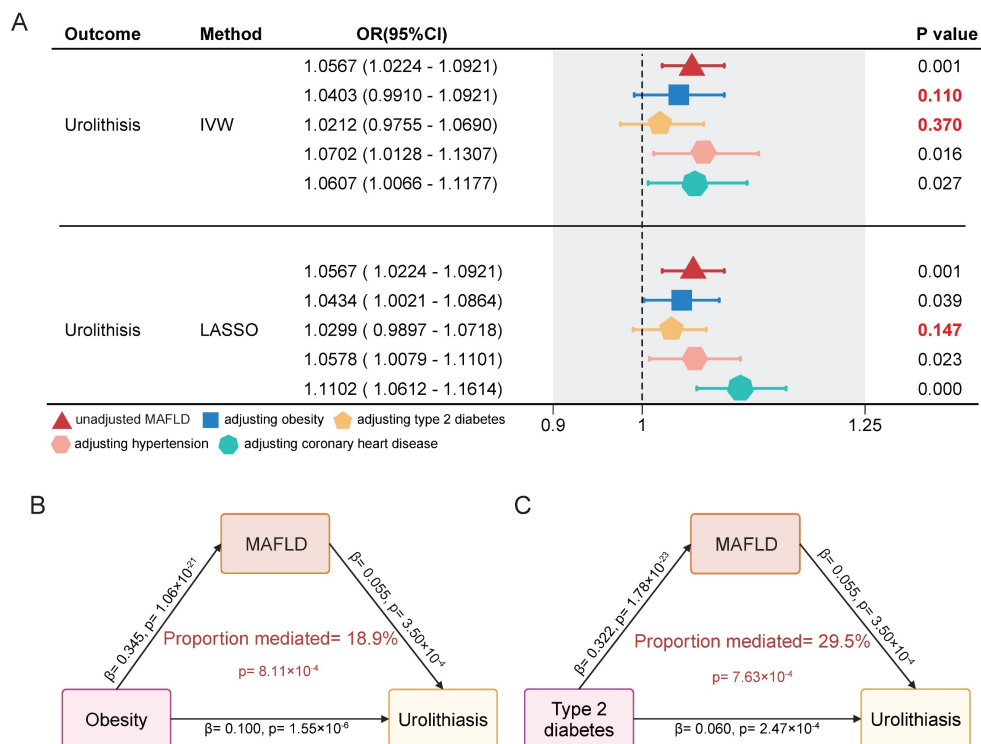 A
Outcome Method OR(95%CI) P value
1.0567 (1.0224 - 1.0921) 0.001
1.0403 (0.9910 - 1.0921) 0.110
Urolithisis IVW 1.0212 (0.9755 - 1.0690) 0.370
1.0702 (1.0128 - 1.1307) 0.016
1.0607 (1.0066 - 1.1177) 0.027
1.0567 ( 1.0224 - 1.0921) 0.001
1.0434 ( 1.0021 - 1.0864) 0.039
Urolithisis LASSO 1.0299 ( 0.9897 - 1.0718) 0.147
1.0578 ( 1.0079 - 1.1101) 0.023
1.1102 ( 1.0612 - 1.1614) 0.000
unadjusted MAFLD adjusting obesity adjusting type 2 diabetes
adjusting hypertension adjusting coronary heart disease
0.9 1 1.25
B
MAFLD
β= 0.345, p= 1.06×10⁻²¹
β= 0.055, p= 3.50×10⁻⁴
Proportion mediated= 18.9%
p= 8.11×10⁻⁴
Obesity
β= 0.100, p= 1.55×10⁻⁶
Urolithiasis
C
MAFLD
β= 0.322, p= 1.78×10⁻²³
β= 0.055, p= 3.50×10⁻⁴
Proportion mediated= 29.5%
p= 7.63×10⁻⁴
Type 2
diabetes
β= 0.060, p= 2.47×10⁻⁴
Urolithiasis